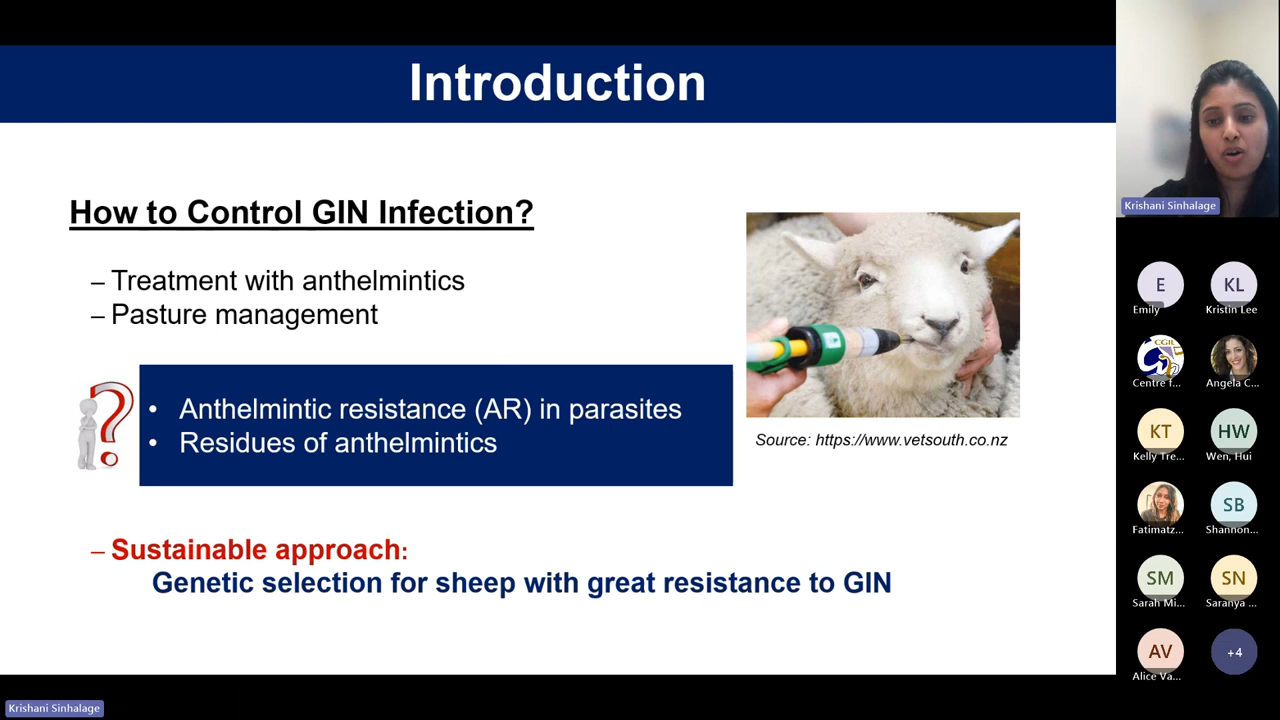 Introduction
How to Control GIN Infection?
– Treatment with anthelmintics
– Pasture management
• Anthelmintic resistance (AR) in parasites
• Residues of anthelmintics
Source: https://www.vetsouth.co.nz
– Sustainable approach:
Genetic selection for sheep with great resistance to GIN
Krishani Sinhalage
E
Emily
KL
Kristin Lee
CGIL
Centre f...
Angela C...
KT
Kelly Tre...
HW
Wen, Hui
Fatimatz...
SB
Shannon...
SM
Sarah Mi...
SN
Saranya ...
AV
Alice Va...
+4
Krishani Sinhalage